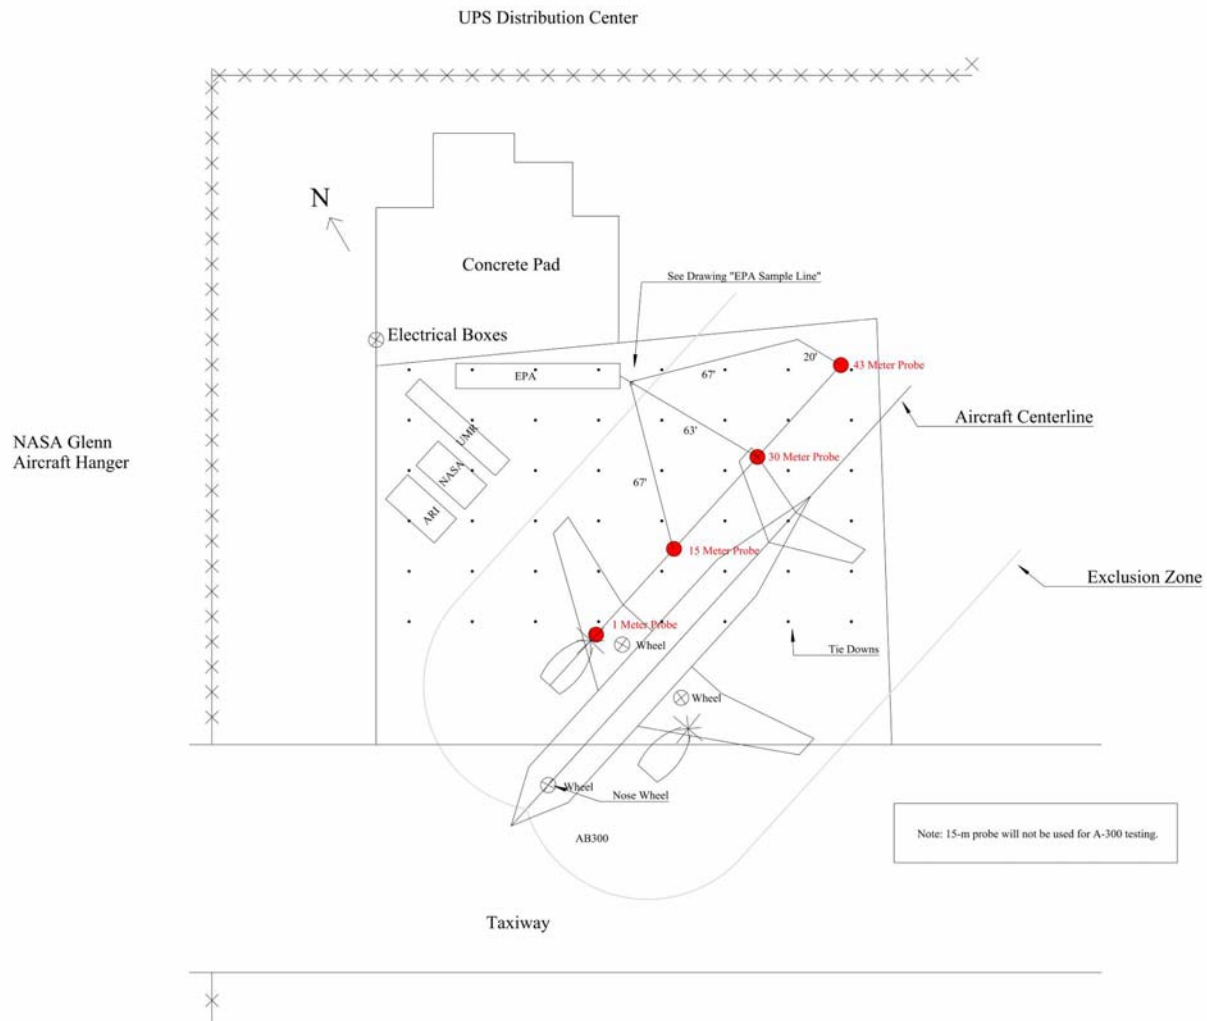 UPS Distribution Center
N
Concrete Pad
See Drawing "EPA Sample Line"
Electrical Boxes
20'
43 Meter Probe
EPA
67'
Aircraft Centerline
63'
UMR
NASA Glenn
Aircraft Hanger
30 Meter Probe
NASA
67'
ARI
15 Meter Probe
Exclusion Zone
1 Meter Probe
Wheel
Tie Downs
Wheel
Wheel
Nose Wheel
AB300
Note: 15-m probe will not be used for A-300 testing.
Taxiway